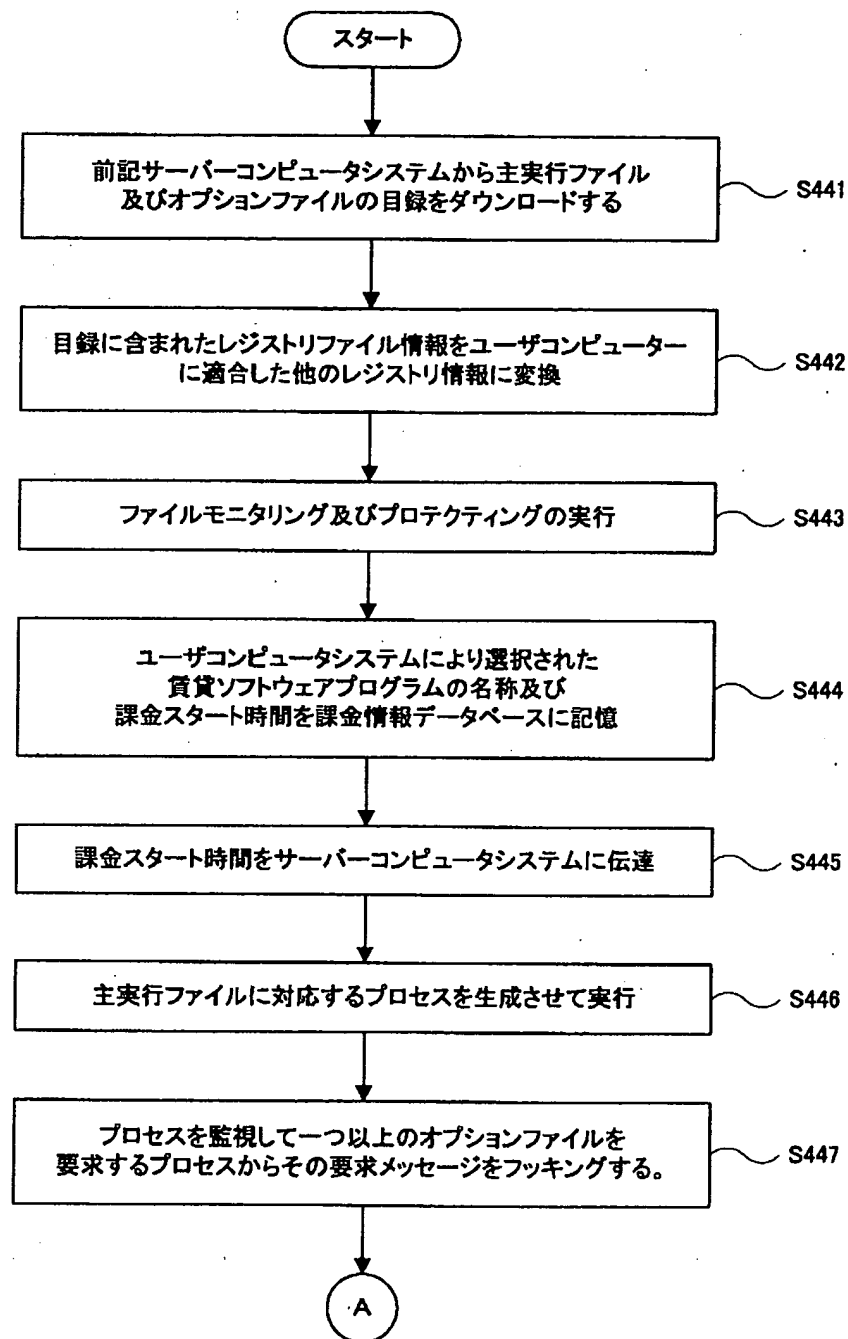 スタート
前記サーバーコンピュータシステムから主実行ファイル
及びオプションファイルの目録をダウンロードする
S441
目録に含まれたレジストリファイル情報をユーザコンピューター
に適合した他のレジストリ情報に変換
S442
ファイルモニタリング及びプロテクティングの実行
S443
ユーザコンピュータシステムにより選択された
賃貸ソフトウェアプログラムの名称及び
課金スタート時間を課金情報データベースに記憶
S444
課金スタート時間をサーバーコンピュータシステムに伝達
S445
主実行ファイルに対応するプロセスを生成させて実行
S446
プロセスを監視して一つ以上のオプションファイルを
要求するプロセスからその要求メッセージをフッキングする。
S447
A